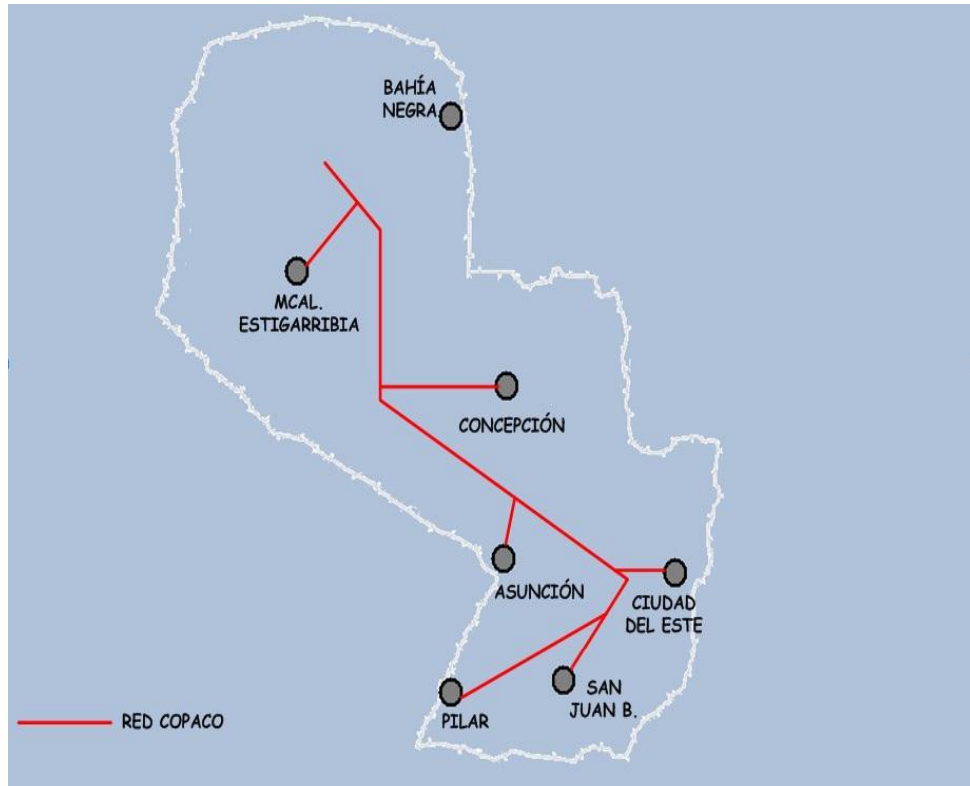 BAHÍA
NEGRA
MCAL.
ESTIGARRIBIA
CONCEPCIÓN
ASUNCIÓN
CIUDAD
DEL ESTE
SAN
JUAN B.
PILAR
RED COPACO